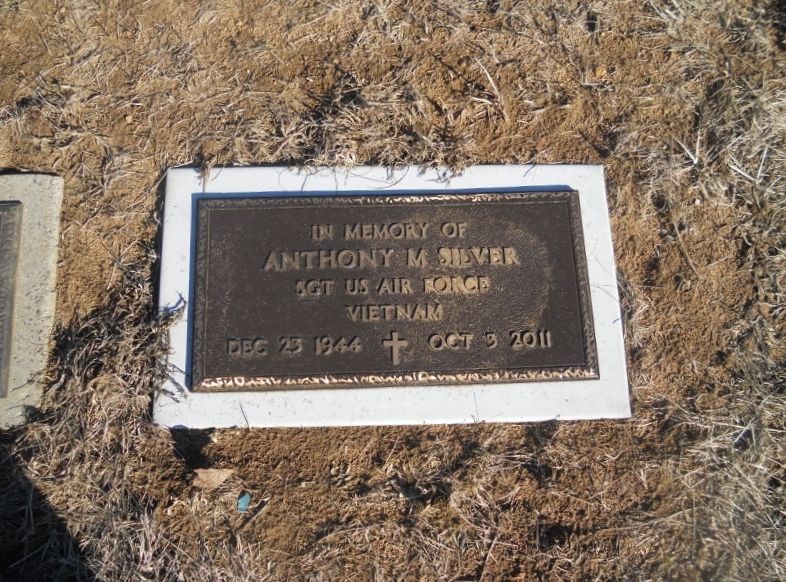 IN MEMORY OF
ANTHONY M SILVER
SGT US AIR FORCE
VIETNAM
DEC 23 1944 OCT 3 2011